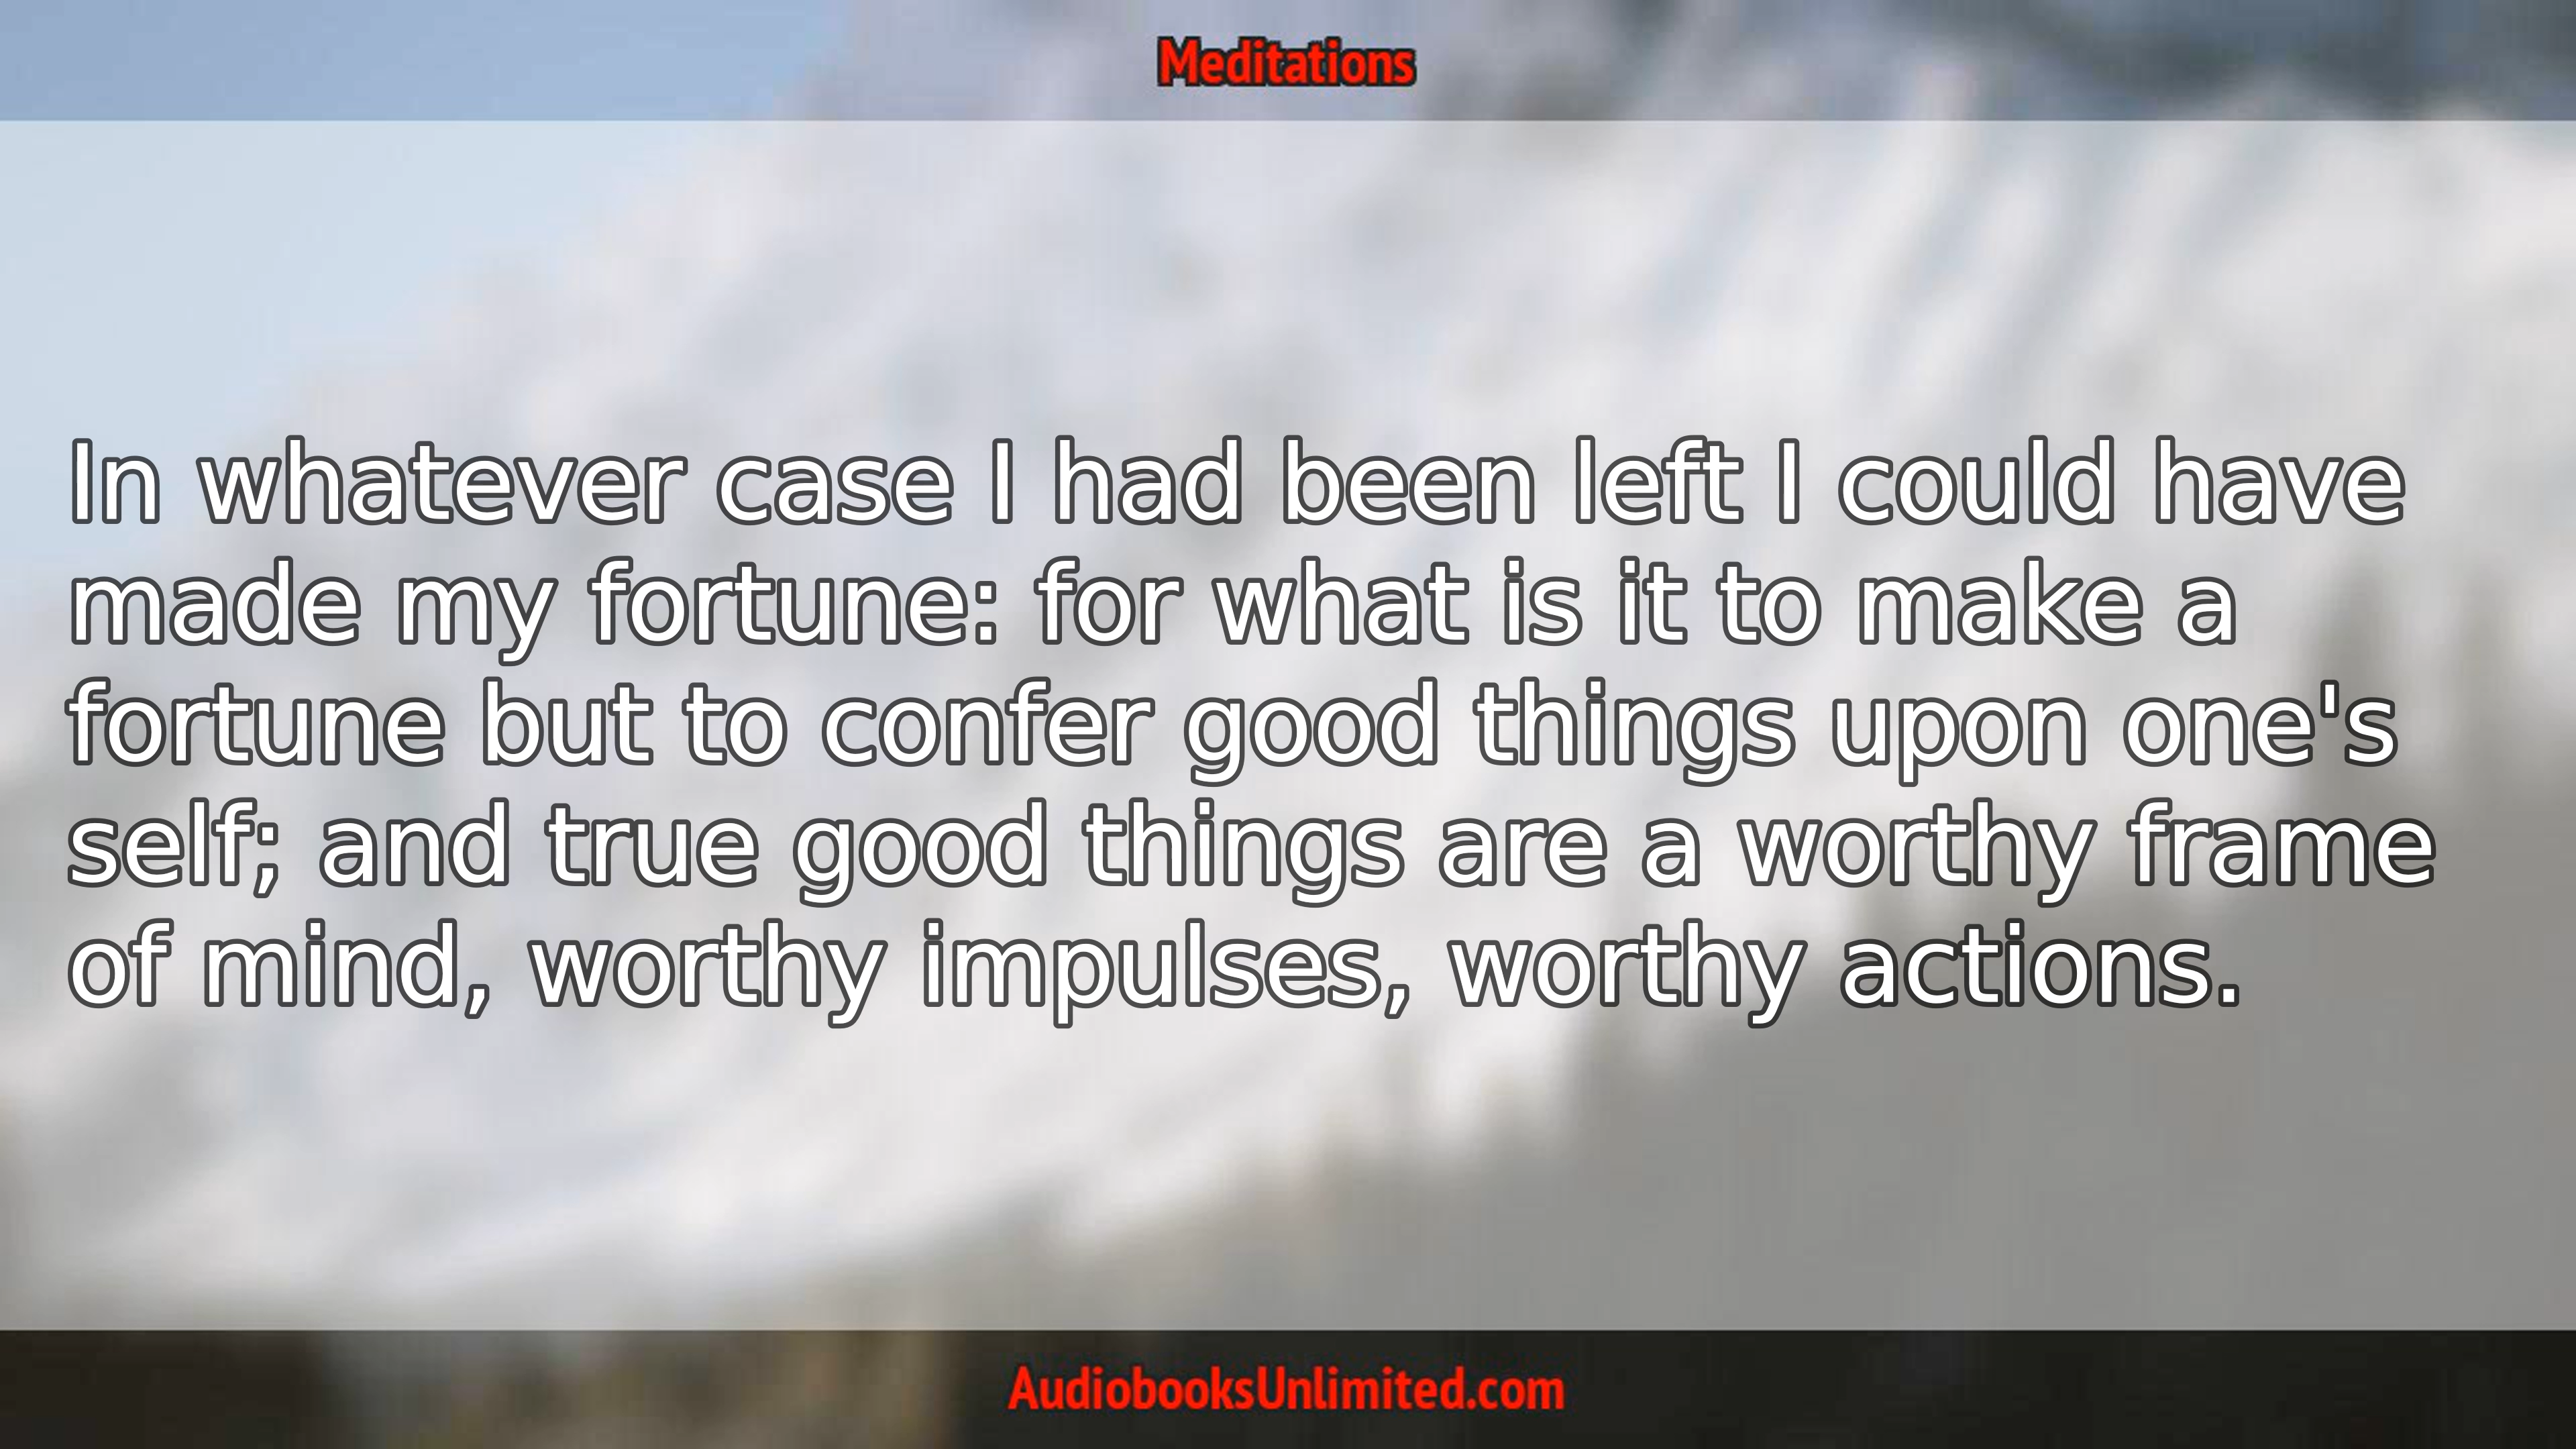 Meditations
In whatever case I had been left I could have
made my fortune: for what is it to make a
fortune but to confer good things upon one's
self; and true good things are a worthy frame
of mind, worthy impulses, worthy actions.
AudiobooksUnlimited.com